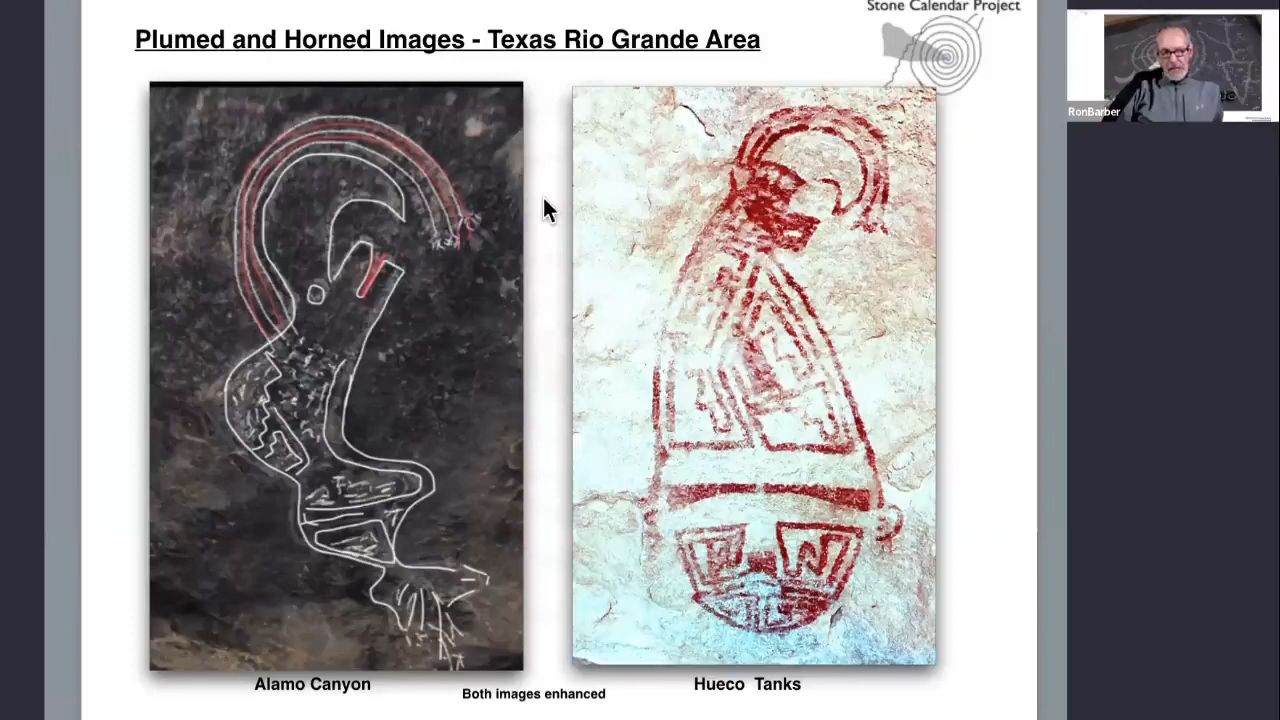 Stone Calendar Project
Plumed and Horned Images - Texas Rio Grande Area
RonBarber
Alamo Canyon
Hueco Tanks
Both images enhanced